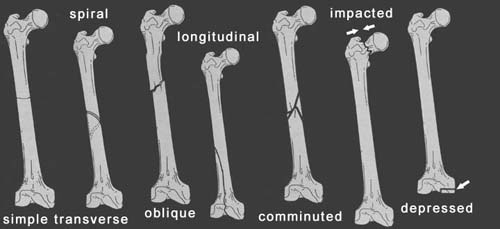 spiral
longitudinal
impacted
simple transverse
oblique
comminuted
depressed